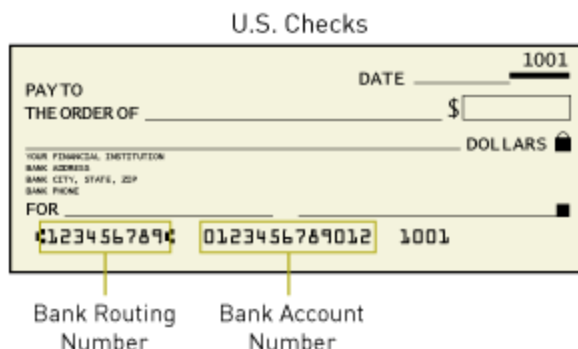 U.S. Checks
1001
DATE
PAY TO
THE ORDER OF
$
DOLLARS
YOUR FINANCIAL INSTITUTION
BANK ADDRESS
BANK CITY, STATE, ZIP
BANK PHONE
FOR
⑆123456789⑆ 0123456789012 1001
Bank Routing
Number
Bank Account
Number